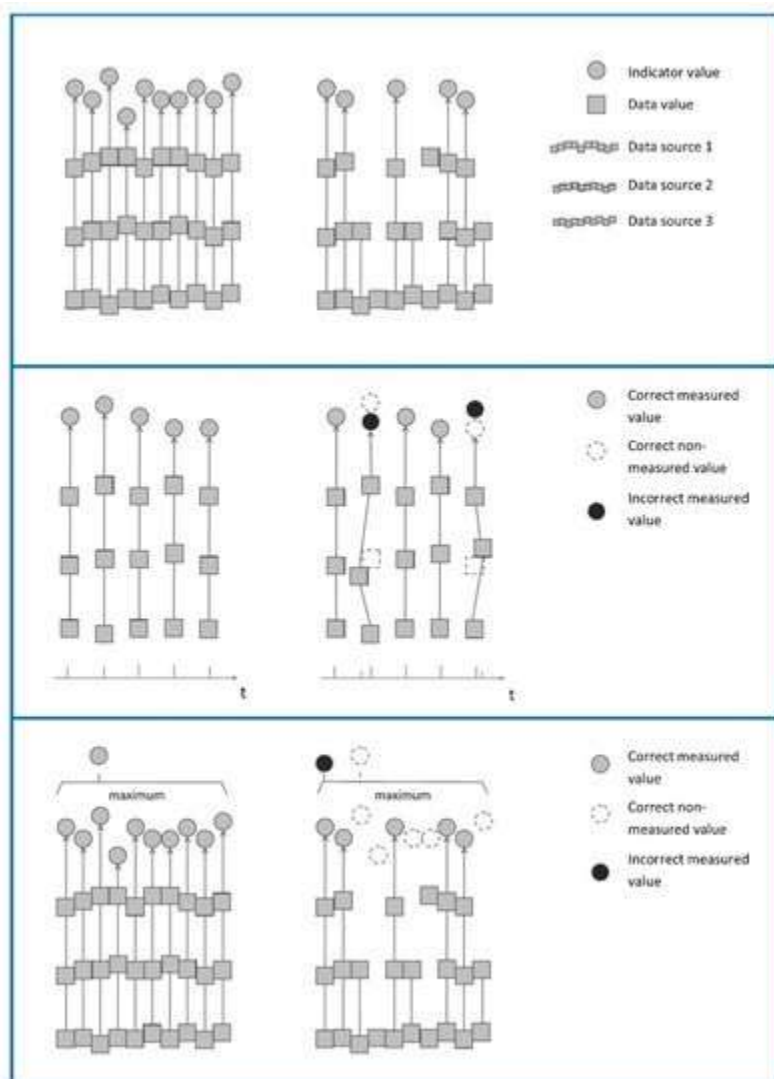 Indicator value
Data value
Data source 1
Data source 2
Data source 3
Correct measured
value
Correct non-
measured value
Incorrect measured
value
t
t
maximum
maximum
Correct measured
value
Correct non-
measured value
Incorrect measured
value